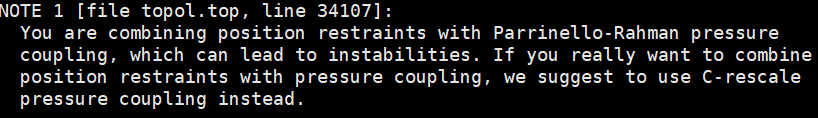 NOTE 1 [file topol.top, line 34107]:
You are combining position restraints with Parrinello-Rahman pressure
coupling, which can lead to instabilities. If you really want to combine
position restraints with pressure coupling, we suggest to use C-rescale
pressure coupling instead.